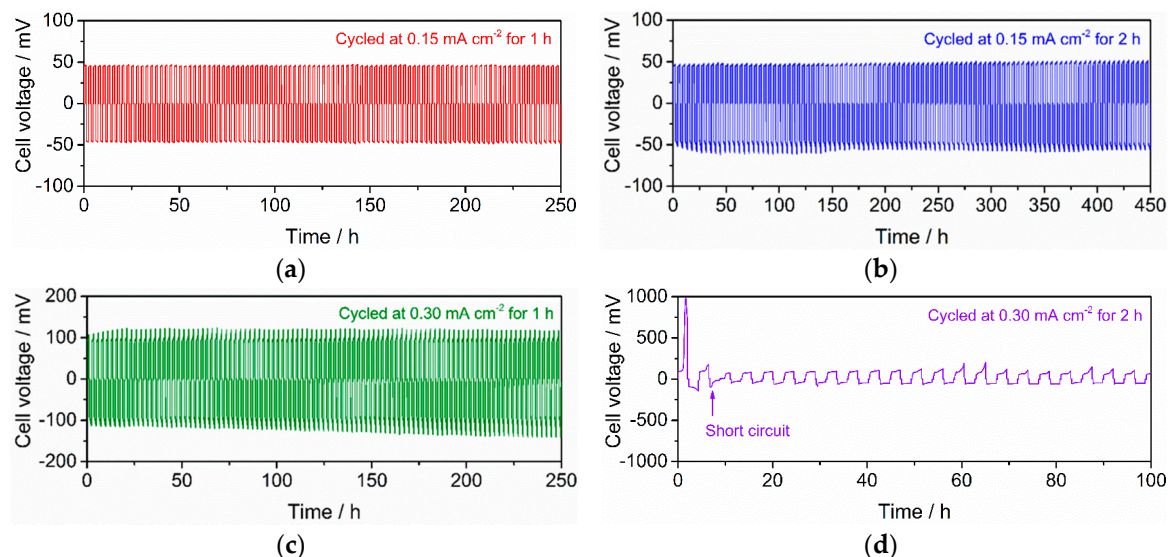 Cycled at 0.15 mA cm⁻² for 1 h
Cell voltage / mV
100
50
0
-50
-100
0 50 100 150 200 250
Time / h
(a)
Cycled at 0.15 mA cm⁻² for 2 h
Cell voltage / mV
100
50
0
-50
-100
0 50 100 150 200 250 300 350 400 450
Time / h
(b)
Cycled at 0.30 mA cm⁻² for 1 h
Cell voltage / mV
200
100
0
-100
-200
0 50 100 150 200 250
Time / h
(c)
Cycled at 0.30 mA cm⁻² for 2 h
Cell voltage / mV
1000
500
0
-500
-1000
Short circuit
0 20 40 60 80 100
Time / h
(d)